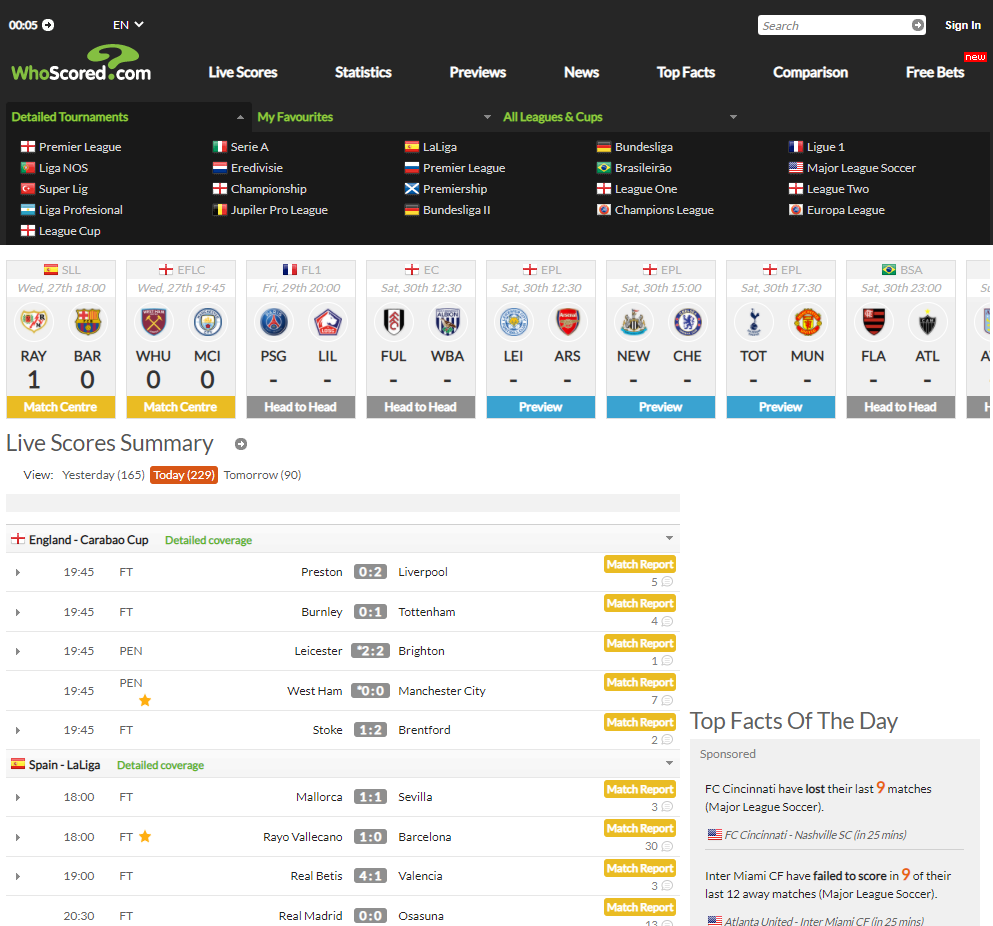 00:05 EN Search Sign In
WhoScored.com Live Scores Statistics Previews News Top Facts Comparison Free Bets new
Detailed Tournaments My Favourites All Leagues & Cups
Premier League Serie A LaLiga Bundesliga Ligue 1
Liga NOS Eredivisie Premier League Brasileirão Major League Soccer
Super Lig Championship Premiership League One League Two
Liga Profesional Jupiler Pro League Bundesliga II Champions League Europa League
League Cup
SLL EFLC FL1 EC EPL EPL EPL BSA
Wed, 27th 18:00 Wed, 27th 19:45 Fri, 29th 20:00 Sat, 30th 12:30 Sat, 30th 12:30 Sat, 30th 15:00 Sat, 30th 17:30 Sat, 30th 23:00
RAY BAR WHU MCI PSG LIL FUL WBA LEI ARS NEW CHE TOT MUN FLA ATL
1 0 0 0 - - - - - - - - - - - -
Match Centre Match Centre Head to Head Head to Head Preview Preview Preview Head to Head
Live Scores Summary
View: Yesterday (165) Today (229) Tomorrow (90)
England - Carabao Cup Detailed coverage
19:45 FT Preston 0:2 Liverpool Match Report
5
19:45 FT Burnley 0:1 Tottenham Match Report
4
19:45 PEN Leicester *2:2 Brighton Match Report
1
19:45 PEN West Ham *0:0 Manchester City Match Report
7
19:45 FT Stoke 1:2 Brentford Match Report
2
Spain - LaLiga Detailed coverage
18:00 FT Mallorca 1:1 Sevilla Match Report
3
18:00 FT Rayo Vallecano 1:0 Barcelona Match Report
30
19:00 FT Real Betis 4:1 Valencia Match Report
3
20:30 FT Real Madrid 0:0 Osasuna Match Report
13
Top Facts Of The Day
Sponsored
FC Cincinnati have lost their last 9 matches
(Major League Soccer).
FC Cincinnati - Nashville SC (in 25 mins)
Inter Miami CF have failed to score in 9 of their
last 12 away matches (Major League Soccer).
Atlanta United - Inter Miami CF (in 25 mins)